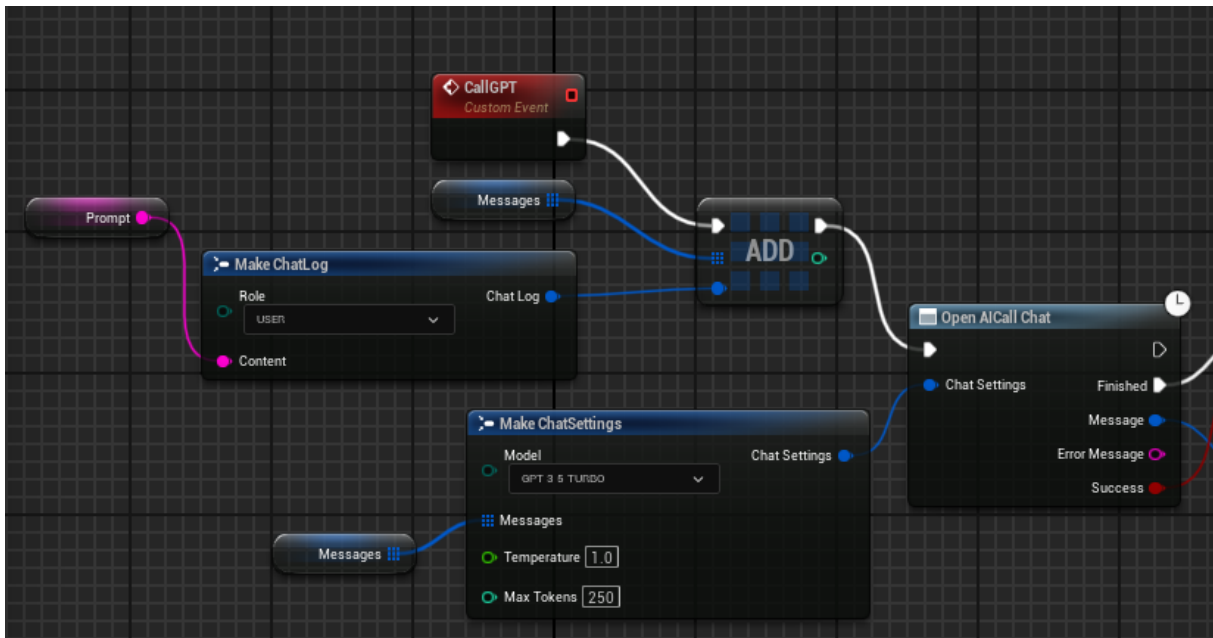 CallGPT
Custom Event
Messages
Prompt
ADD
Make ChatLog
Role
USER
Chat Log
Content
Open AICall Chat
Chat Settings
Finished
Message
Error Message
Success
Make ChatSettings
Model
GPT 3 5 TURBO
Chat Settings
Messages
Messages
Temperature 1.0
Max Tokens 250